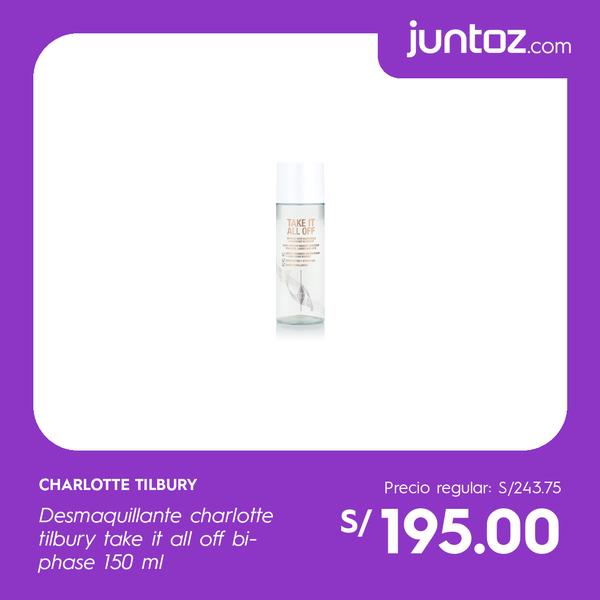 juntoz.com
TAKE IT
ALL OFF
CHARLOTTE TILBURY
Desmaquillante charlotte
tilbury take it all off bi-
phase 150 ml
Precio regular: S/243.75
S/195.00